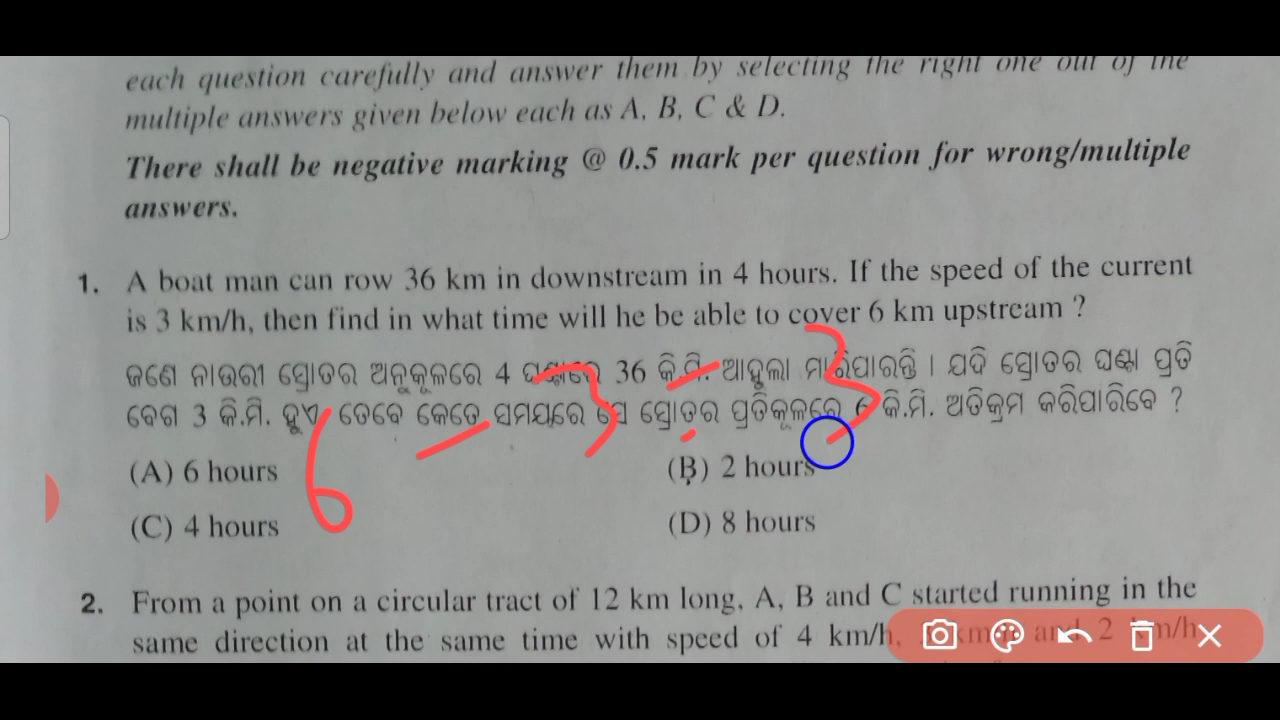 each question carefully and answer them by selecting the right one out of the
multiple answers given below each as A, B, C & D.
There shall be negative marking @ 0.5 mark per question for wrong/multiple
answers.
1. A boat man can row 36 km in downstream in 4 hours. If the speed of the current
is 3 km/h, then find in what time will he be able to cover 6 km upstream ?
ଜଣେ ନାଉରୀ ସ୍ରୋତର ଅନୁକୂଳରେ 4 ଘଣ୍ଟାରେ 36 କି.ମି. ଆହୁଲା ମାରିପାରନ୍ତି । ଯଦି ସ୍ରୋତର ଘଣ୍ଟା ପ୍ରତି
ବେଗ 3 କି.ମି. ହୁଏ, ତେବେ କେତେ ସମୟରେ ସେ ସ୍ରୋତର ପ୍ରତିକୂଳରେ 6 କି.ମି. ଅତିକ୍ରମ କରିପାରିବେ ?
6 – 3 – 3
(A) 6 hours (B) 2 hours
(C) 4 hours (D) 8 hours
2. From a point on a circular tract of 12 km long, A, B and C started running in the
same direction at the same time with speed of 4 km/h, km/h and 2 km/h